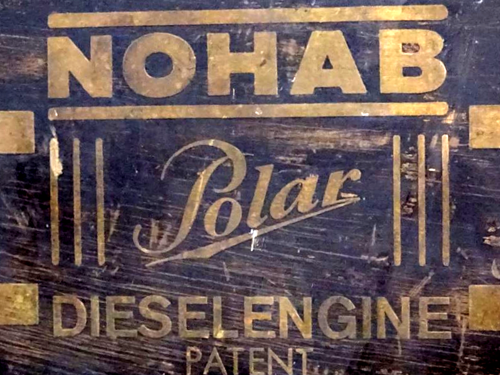 NOHAB
Polar
DIESELENGINE
PATENT